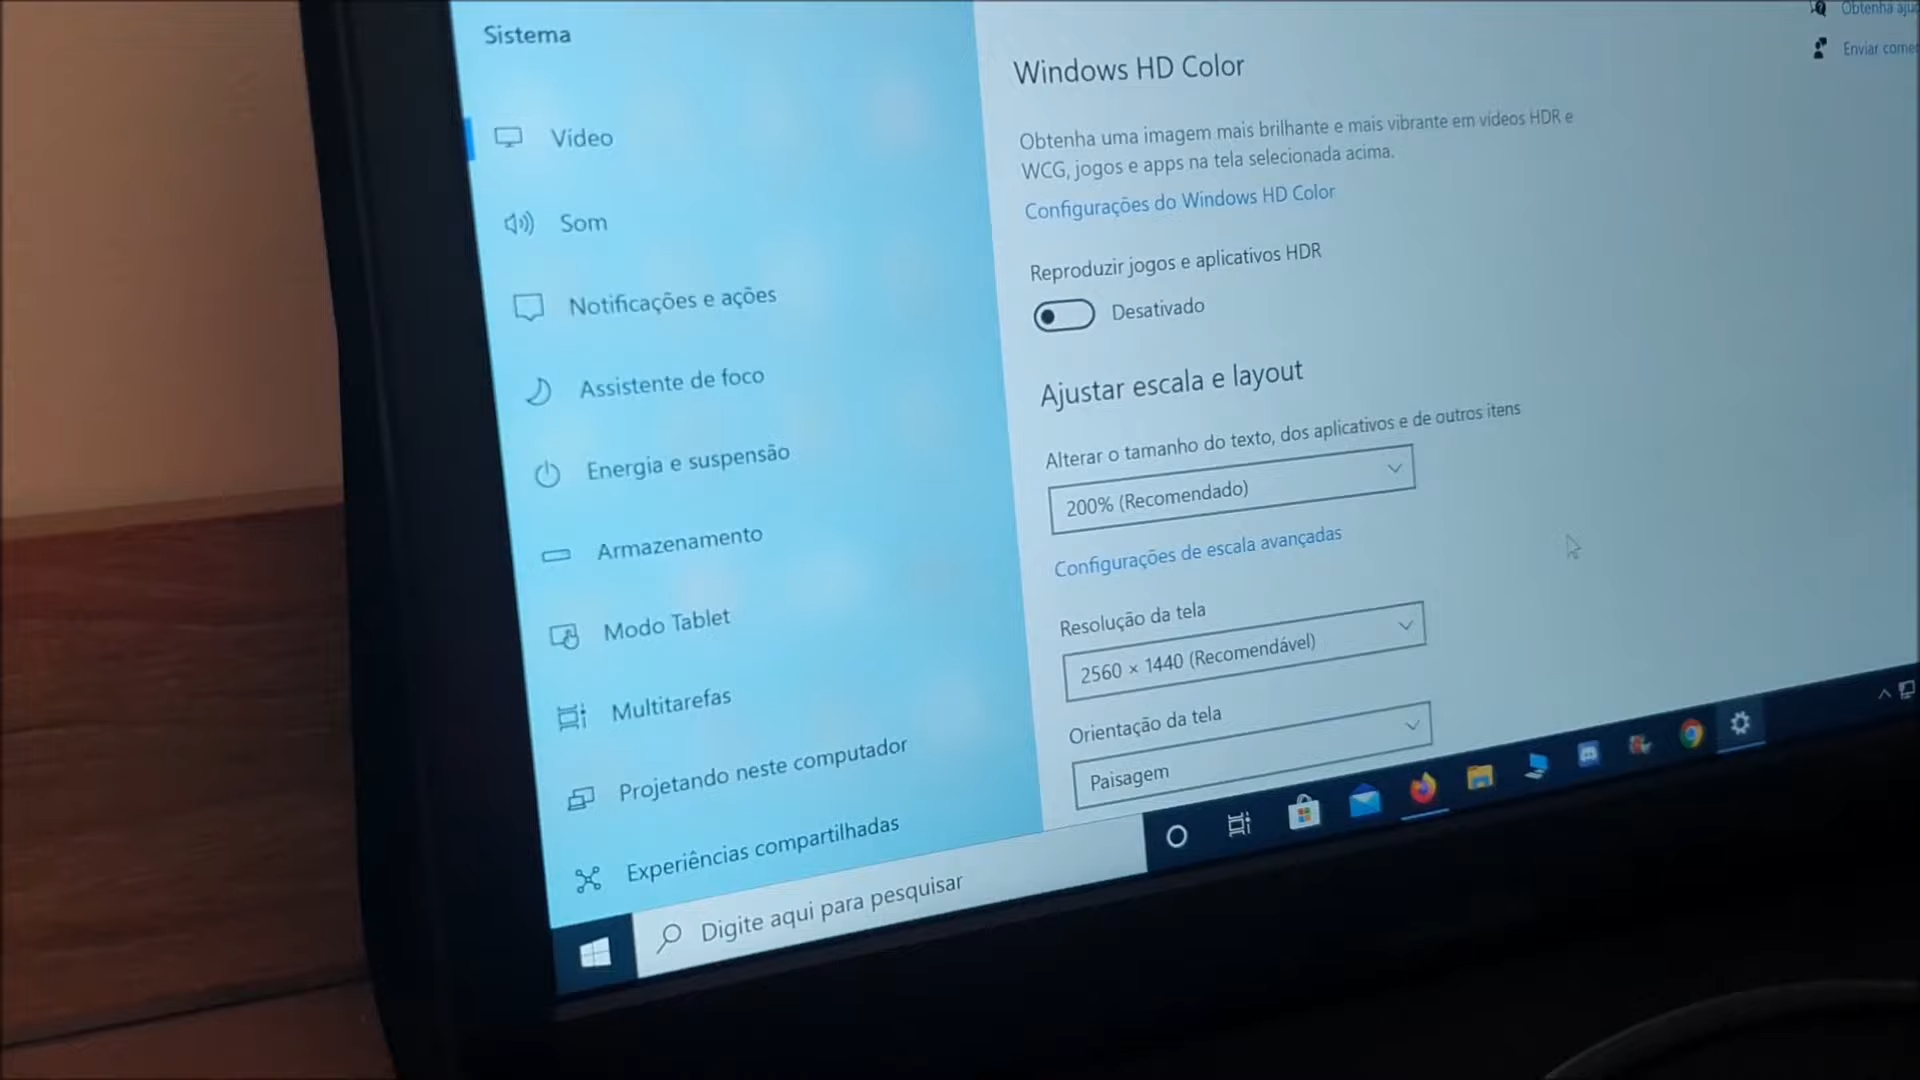 Sistema
Vídeo
Som
Notificações e ações
Assistente de foco
Energia e suspensão
Armazenamento
Modo Tablet
Multitarefas
Projetando neste computador
Experiências compartilhadas
Windows HD Color
Obtenha uma imagem mais brilhante e mais vibrante em vídeos HDR e
WCG, jogos e apps na tela selecionada acima.
Configurações do Windows HD Color
Reproduzir jogos e aplicativos HDR
Desativado
Ajustar escala e layout
Alterar o tamanho do texto, dos aplicativos e de outros itens
200% (Recomendado)
Configurações de escala avançadas
Resolução da tela
2560 × 1440 (Recomendável)
Orientação da tela
Paisagem
Obtenha
Enviar
Digite aqui para pesquisar